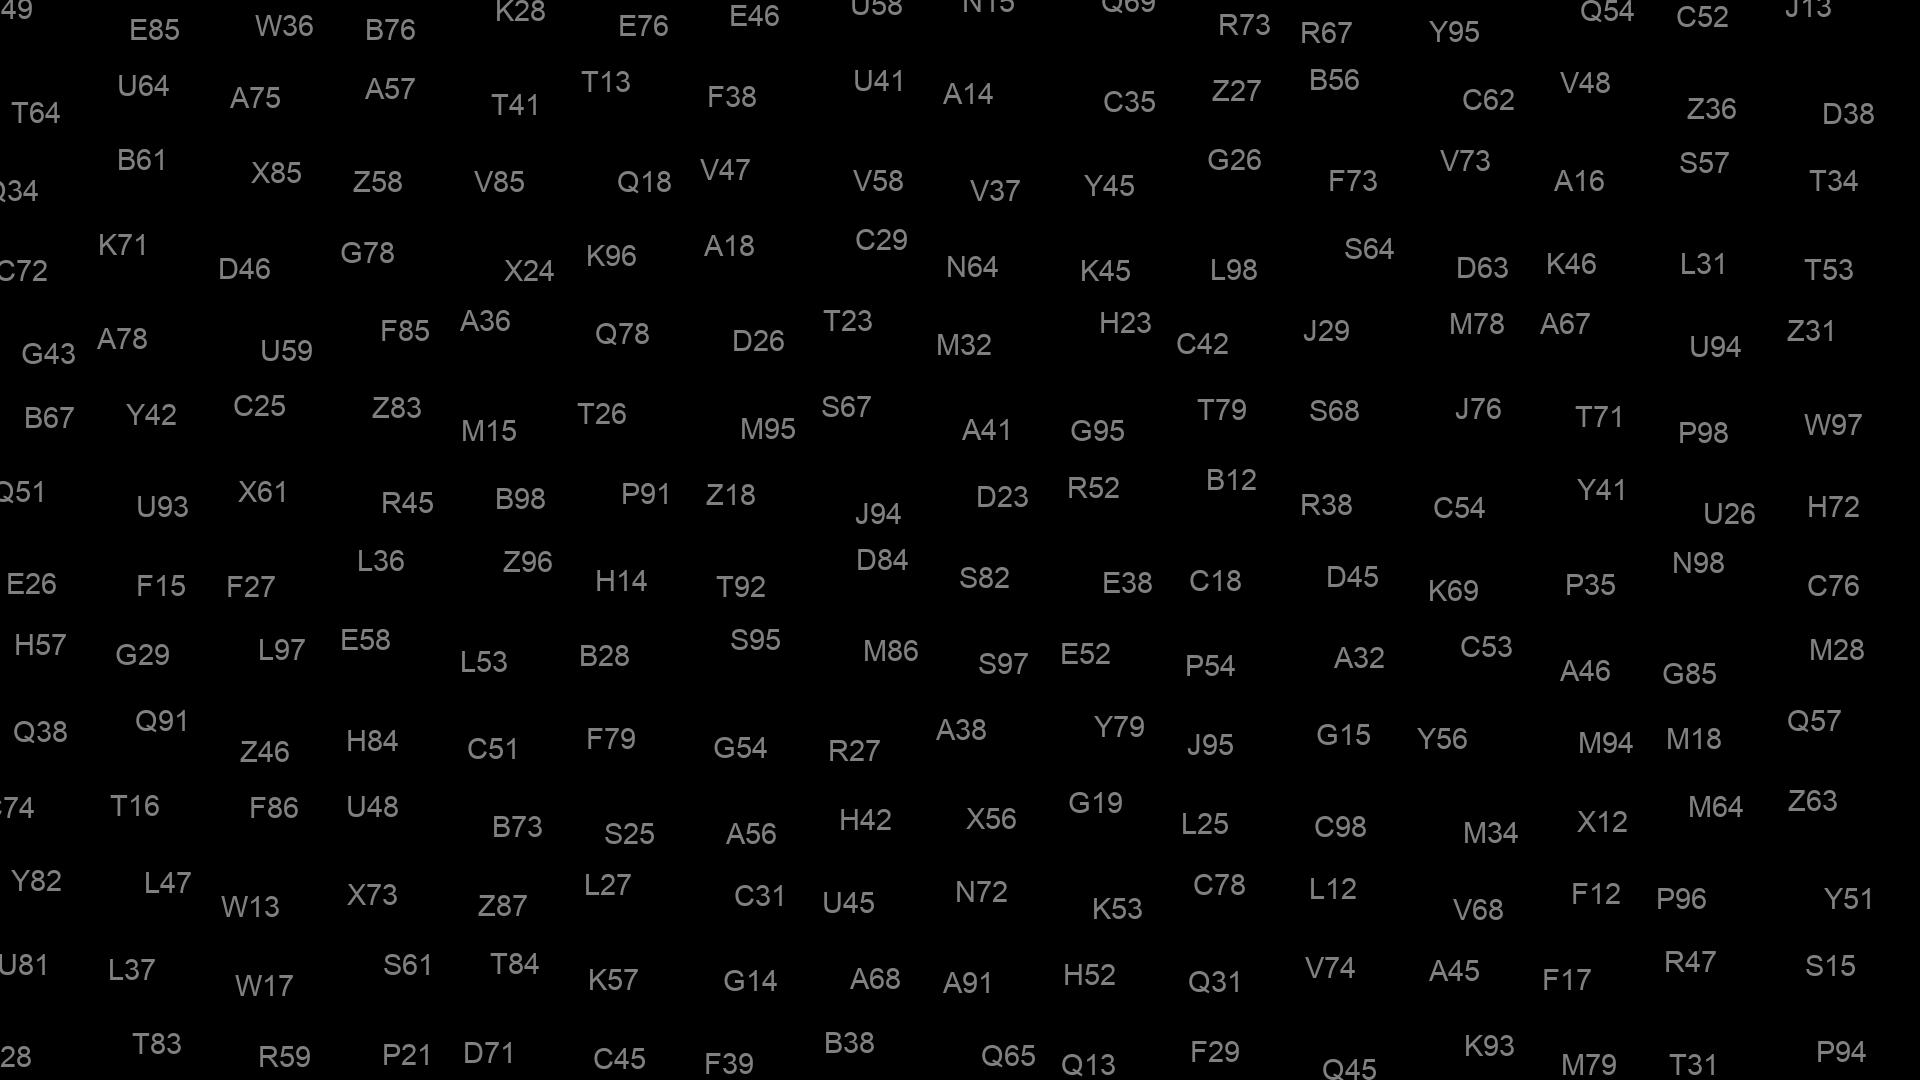 49 E85 W36 B76 K28 E76 E46 U58 N15 Q69 R73 R67 Y95 Q54 C52 J13
T64 U64 A75 A57 T41 T13 F38 U41 A14 C35 Z27 B56 C62 V48 Z36 D38
Q34 B61 X85 Z58 V85 Q18 V47 V58 V37 Y45 G26 F73 V73 A16 S57 T34
C72 K71 D46 G78 X24 K96 A18 C29 N64 K45 L98 S64 D63 K46 L31 T53
G43 A78 U59 F85 A36 Q78 D26 T23 M32 H23 C42 J29 M78 A67 U94 Z31
B67 Y42 C25 Z83 M15 T26 M95 S67 A41 G95 T79 S68 J76 T71 P98 W97
Q51 U93 X61 R45 B98 P91 Z18 J94 D23 R52 B12 R38 C54 Y41 U26 H72
E26 F15 F27 L36 Z96 H14 T92 D84 S82 E38 C18 D45 K69 P35 N98 C76
H57 G29 L97 E58 L53 B28 S95 M86 S97 E52 P54 A32 C53 A46 G85 M28
Q38 Q91 Z46 H84 C51 F79 G54 R27 A38 Y79 J95 G15 Y56 M94 M18 Q57
74 T16 F86 U48 B73 S25 A56 H42 X56 G19 L25 C98 M34 X12 M64 Z63
Y82 L47 W13 X73 Z87 L27 C31 U45 N72 K53 C78 L12 V68 F12 P96 Y51
U81 L37 W17 S61 T84 K57 G14 A68 A91 H52 Q31 V74 A45 F17 R47 S15
28 T83 R59 P21 D71 C45 F39 B38 Q65 Q13 F29 Q45 K93 M79 T31 P94